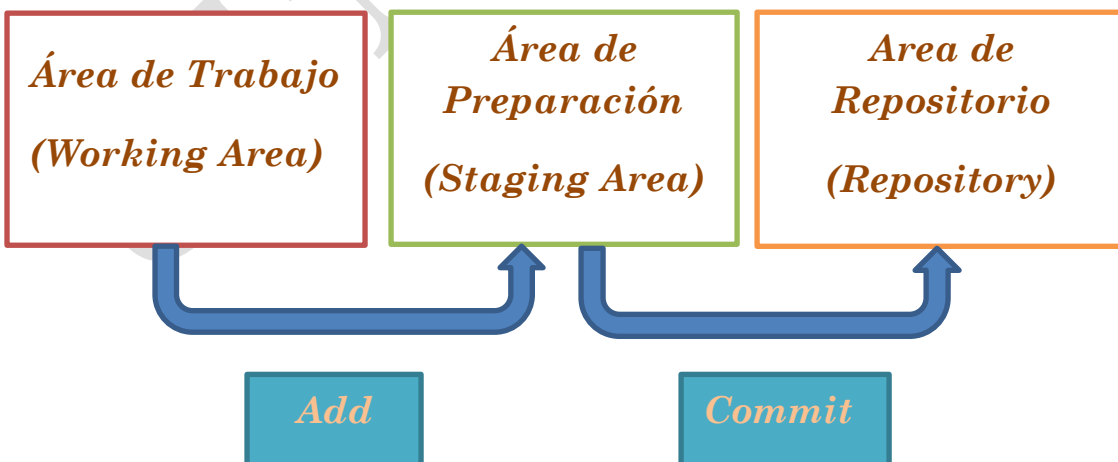 Área de Trabajo
(Working Area)
Área de
Preparación
(Staging Area)
Area de
Repositorio
(Repository)
Add
Commit